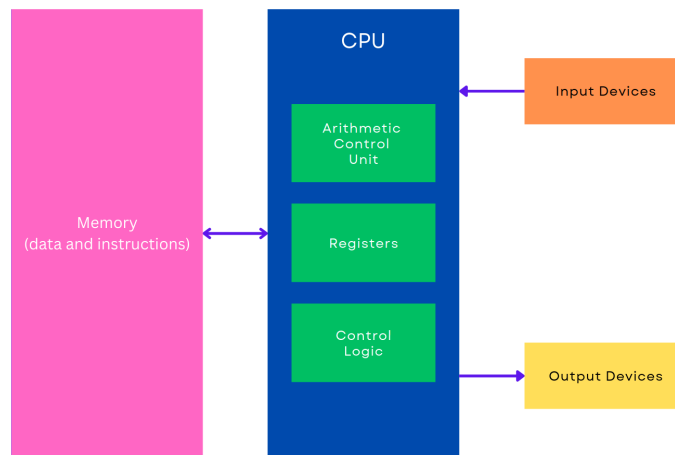 Memory
(data and instructions)
CPU
Arithmetic
Control
Unit
Registers
Control
Logic
Input Devices
Output Devices